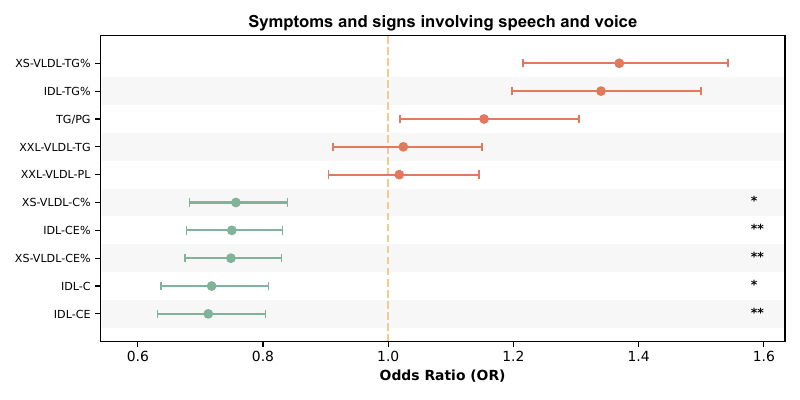 Symptoms and signs involving speech and voice
XS-VLDL-TG%
IDL-TG%
TG/PG
XXL-VLDL-TG
XXL-VLDL-PL
XS-VLDL-C% *
IDL-CE% **
XS-VLDL-CE% **
IDL-C *
IDL-CE **
0.6 0.8 1.0 1.2 1.4 1.6
Odds Ratio (OR)